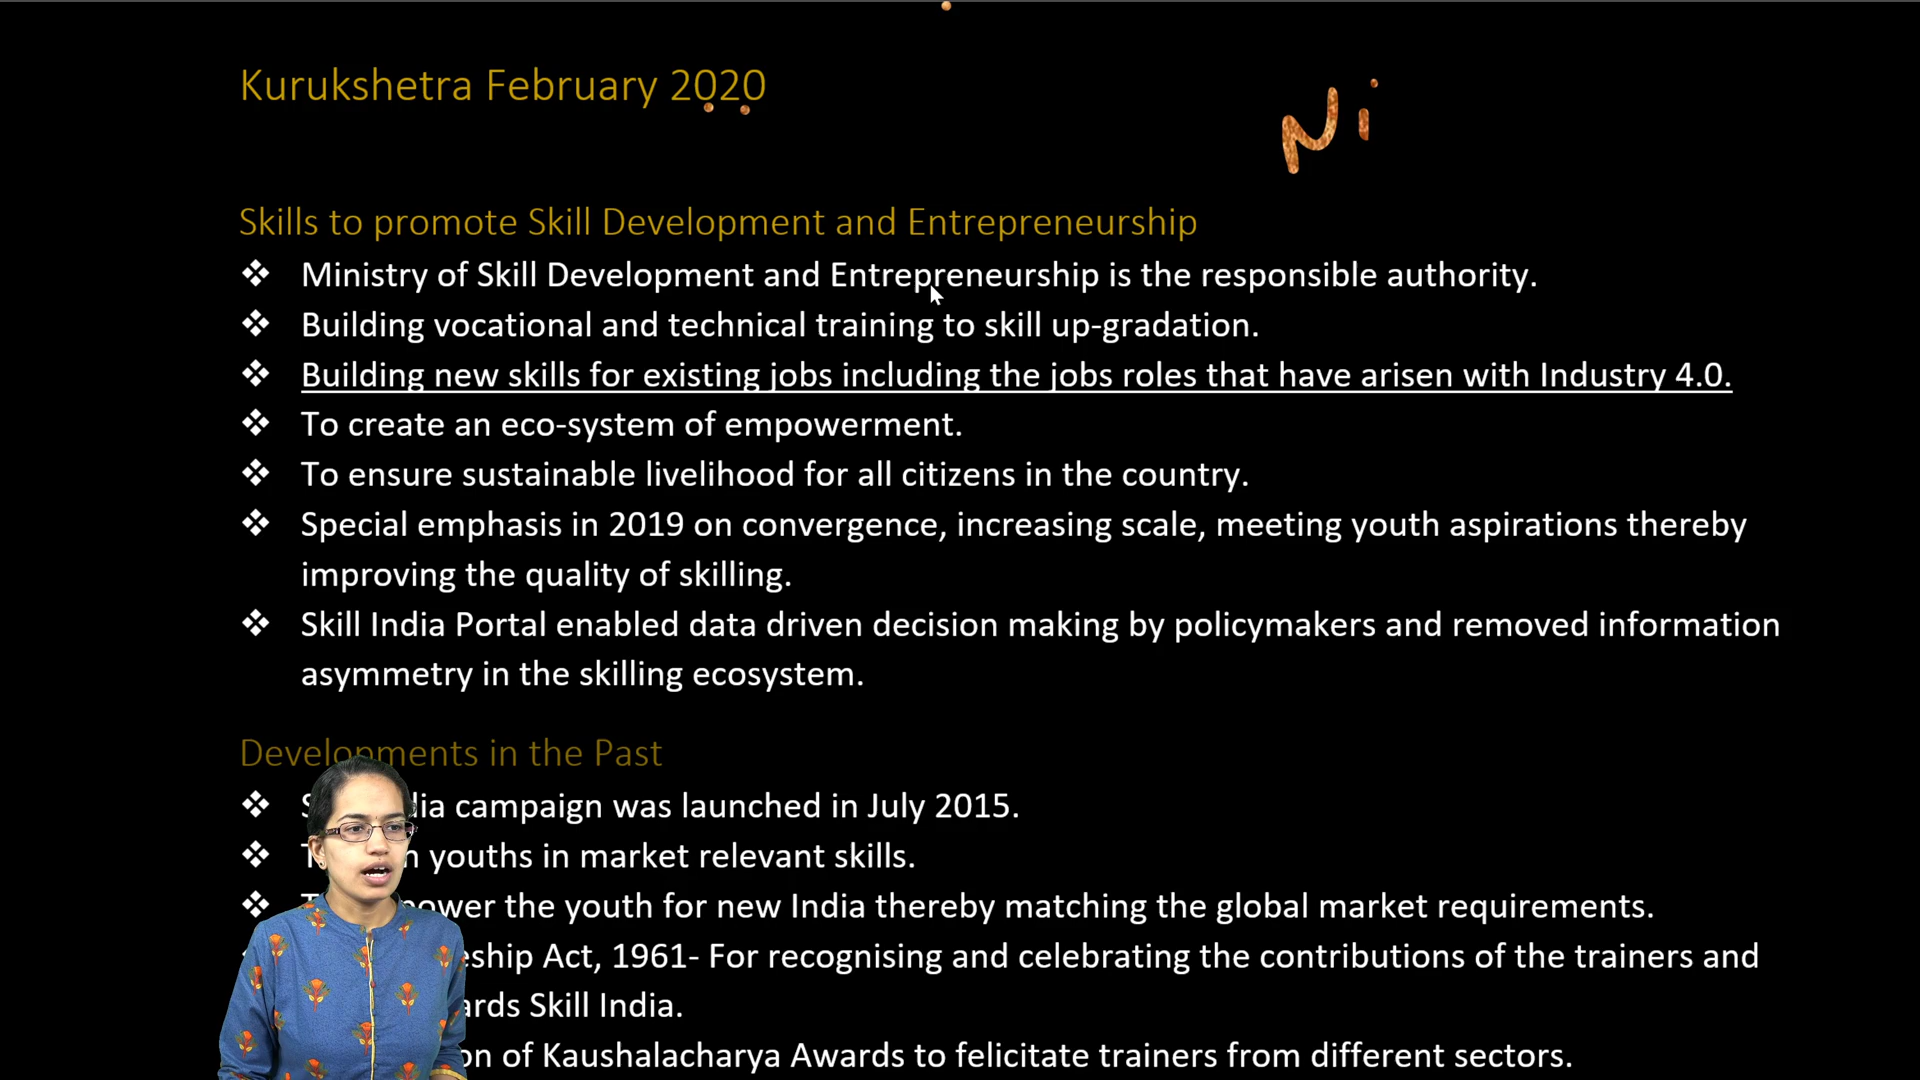 Kurukshetra February 2020
Ni
Skills to promote Skill Development and Entrepreneurship
❖ Ministry of Skill Development and Entrepreneurship is the responsible authority.
❖ Building vocational and technical training to skill up-gradation.
❖ Building new skills for existing jobs including the jobs roles that have arisen with Industry 4.0.
❖ To create an eco-system of empowerment.
❖ To ensure sustainable livelihood for all citizens in the country.
❖ Special emphasis in 2019 on convergence, increasing scale, meeting youth aspirations thereby
improving the quality of skilling.
❖ Skill India Portal enabled data driven decision making by policymakers and removed information
asymmetry in the skilling ecosystem.
Developments in the Past
❖ campaign was launched in July 2015.
❖ youths in market relevant skills.
❖ the youth for new India thereby matching the global market requirements.
Act, 1961- For recognising and celebrating the contributions of the trainers and
Skill India.
of Kaushalacharya Awards to felicitate trainers from different sectors.